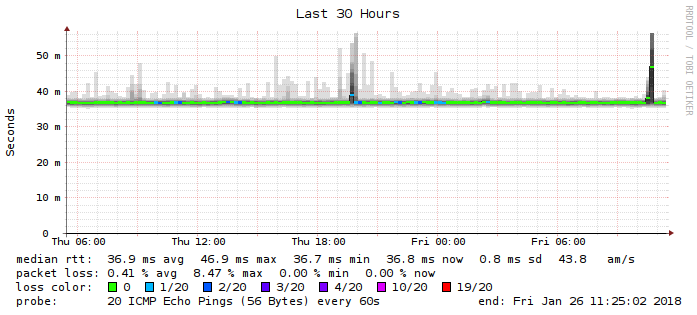 Last 30 Hours
RRDTOOL / TOBI OETIKER
Seconds
50 m
40 m
30 m
20 m
10 m
0
Thu 06:00 Thu 12:00 Thu 18:00 Fri 00:00 Fri 06:00
median rtt: 36.9 ms avg 46.9 ms max 36.7 ms min 36.8 ms now 0.8 ms sd 43.8 am/s
packet loss: 0.41 % avg 8.47 % max 0.00 % min 0.00 % now
loss color: 0 1/20 2/20 3/20 4/20 10/20 19/20
probe: 20 ICMP Echo Pings (56 Bytes) every 60s end: Fri Jan 26 11:25:02 2018